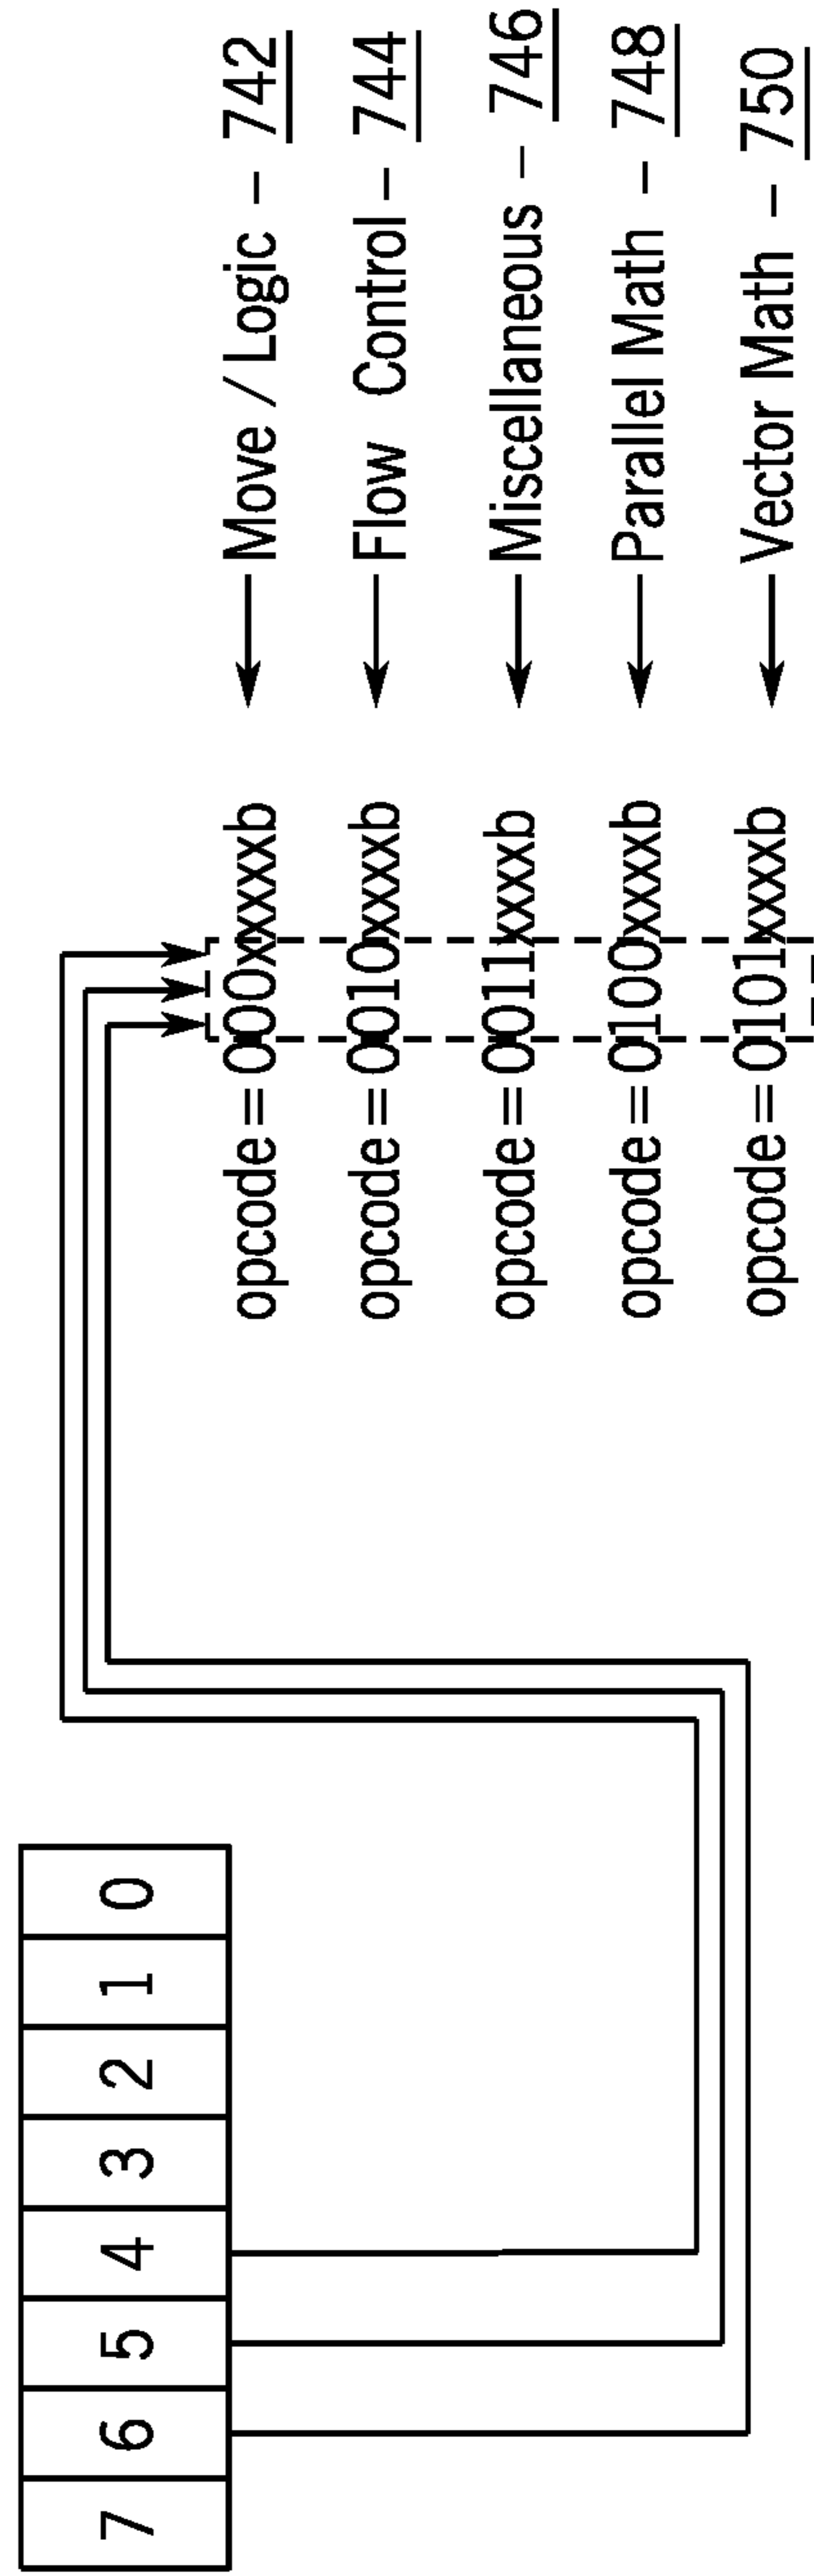 7 6 5 4 3 2 1 0
opcode=000xxxxxb ← Move / Logic – 742
opcode=0010xxxxb ← Flow Control – 744
opcode=0011xxxxb ← Miscellaneous – 746
opcode=0100xxxxb ← Parallel Math – 748
opcode=0101xxxxb ← Vector Math – 750